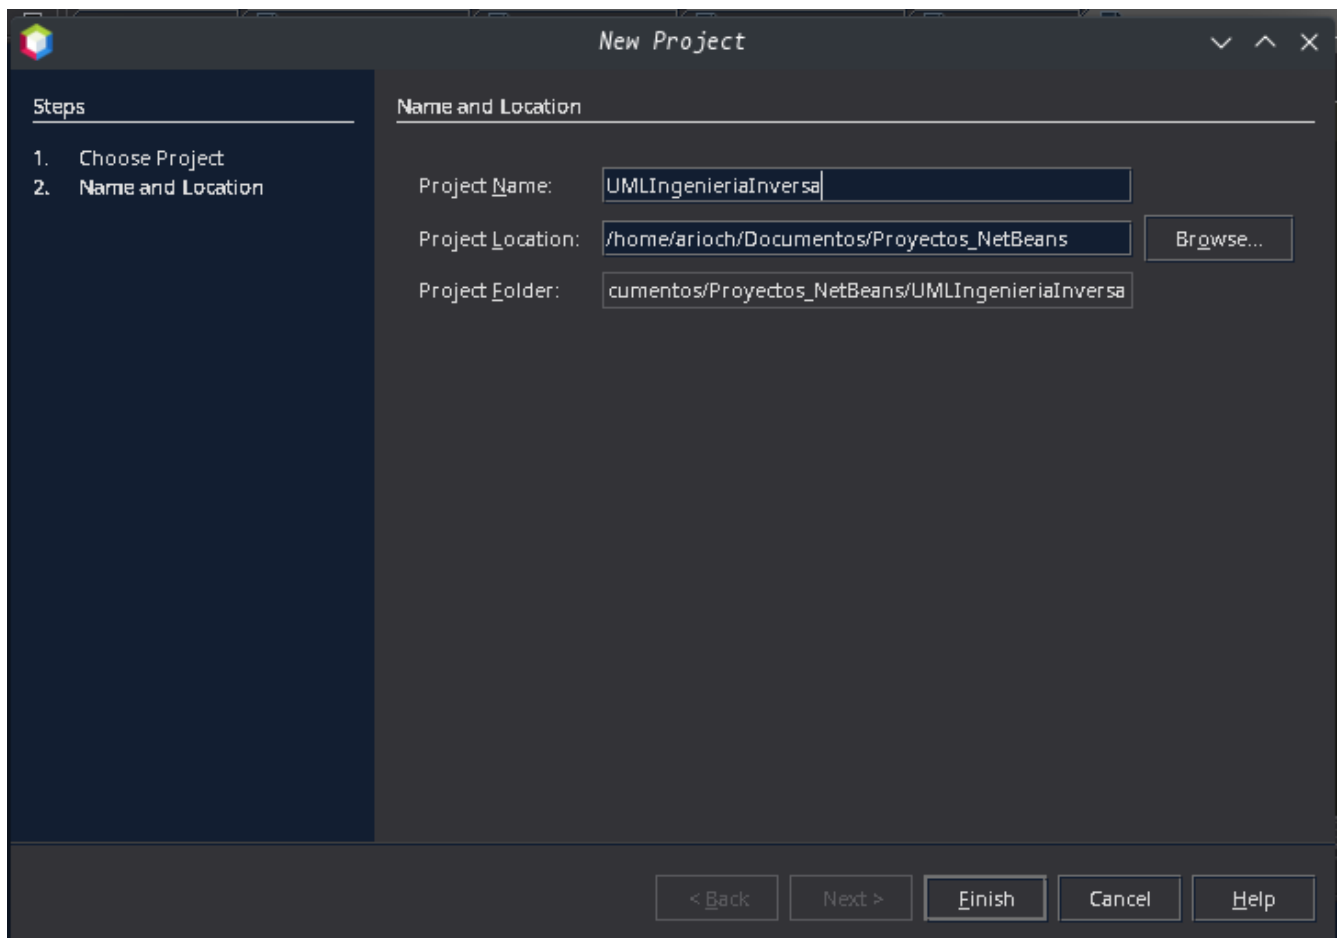 New Project
Steps
1. Choose Project
2. Name and Location
Name and Location
Project Name: UMLIngenieriaInversa
Project Location: /home/arioch/Documentos/Proyectos_NetBeans Browse...
Project Folder: cumentos/Proyectos_NetBeans/UMLIngenieriaInversa
< Back Next > Finish Cancel Help